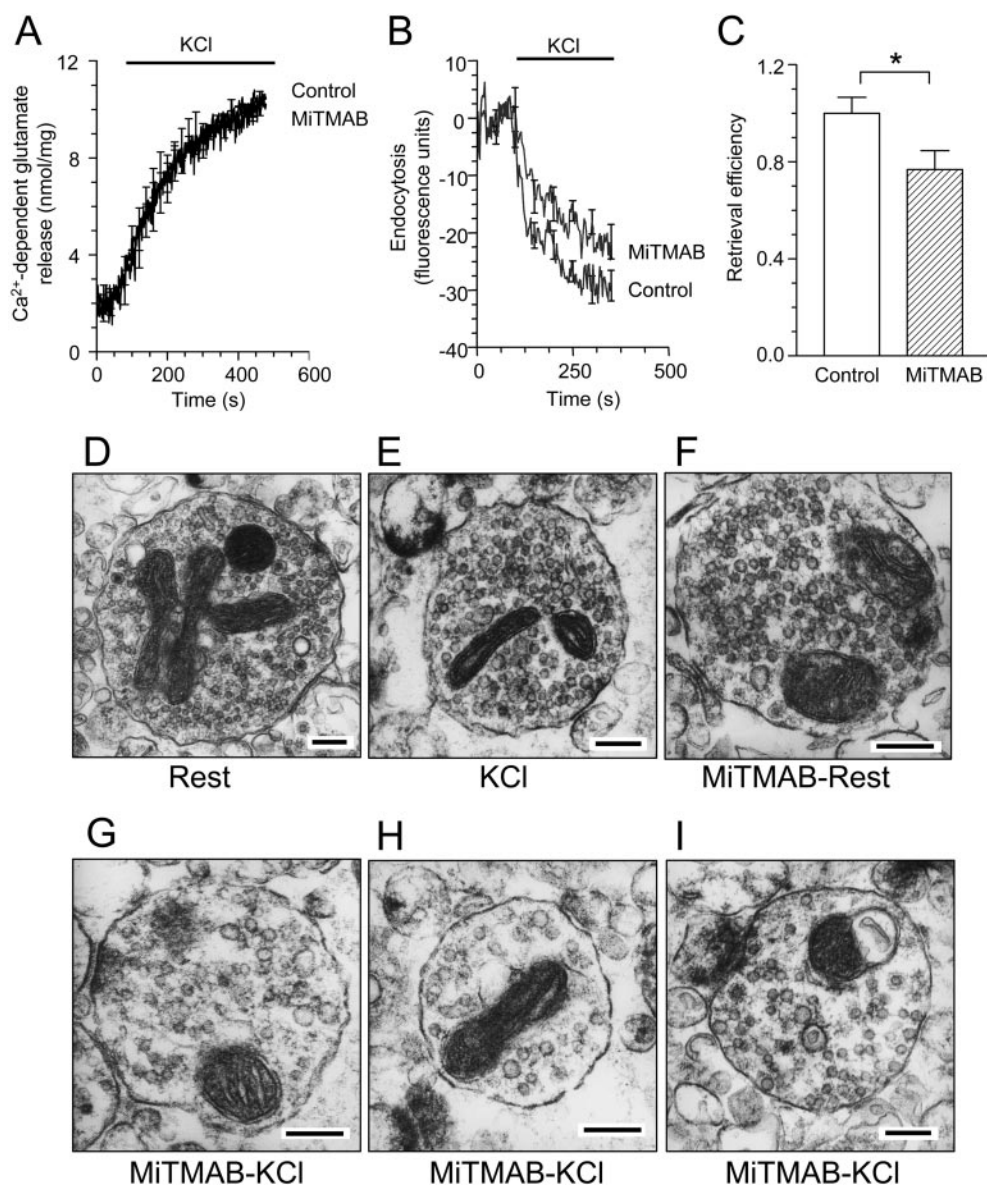 A
KCl
12
8
4
0
Ca²⁺-dependent glutamate
release (nmol/mg)
Control
MiTMAB
0 200 400 600
Time (s)
B
KCl
10
0
-10
-20
-30
-40
Endocytosis
(fluorescence units)
MiTMAB
Control
0 250 500
Time (s)
C
*
1.2
0.8
0.4
0.0
Retrieval efficiency
Control MiTMAB
D
Rest
E
KCl
F
MiTMAB-Rest
G
MiTMAB-KCl
H
MiTMAB-KCl
I
MiTMAB-KCl